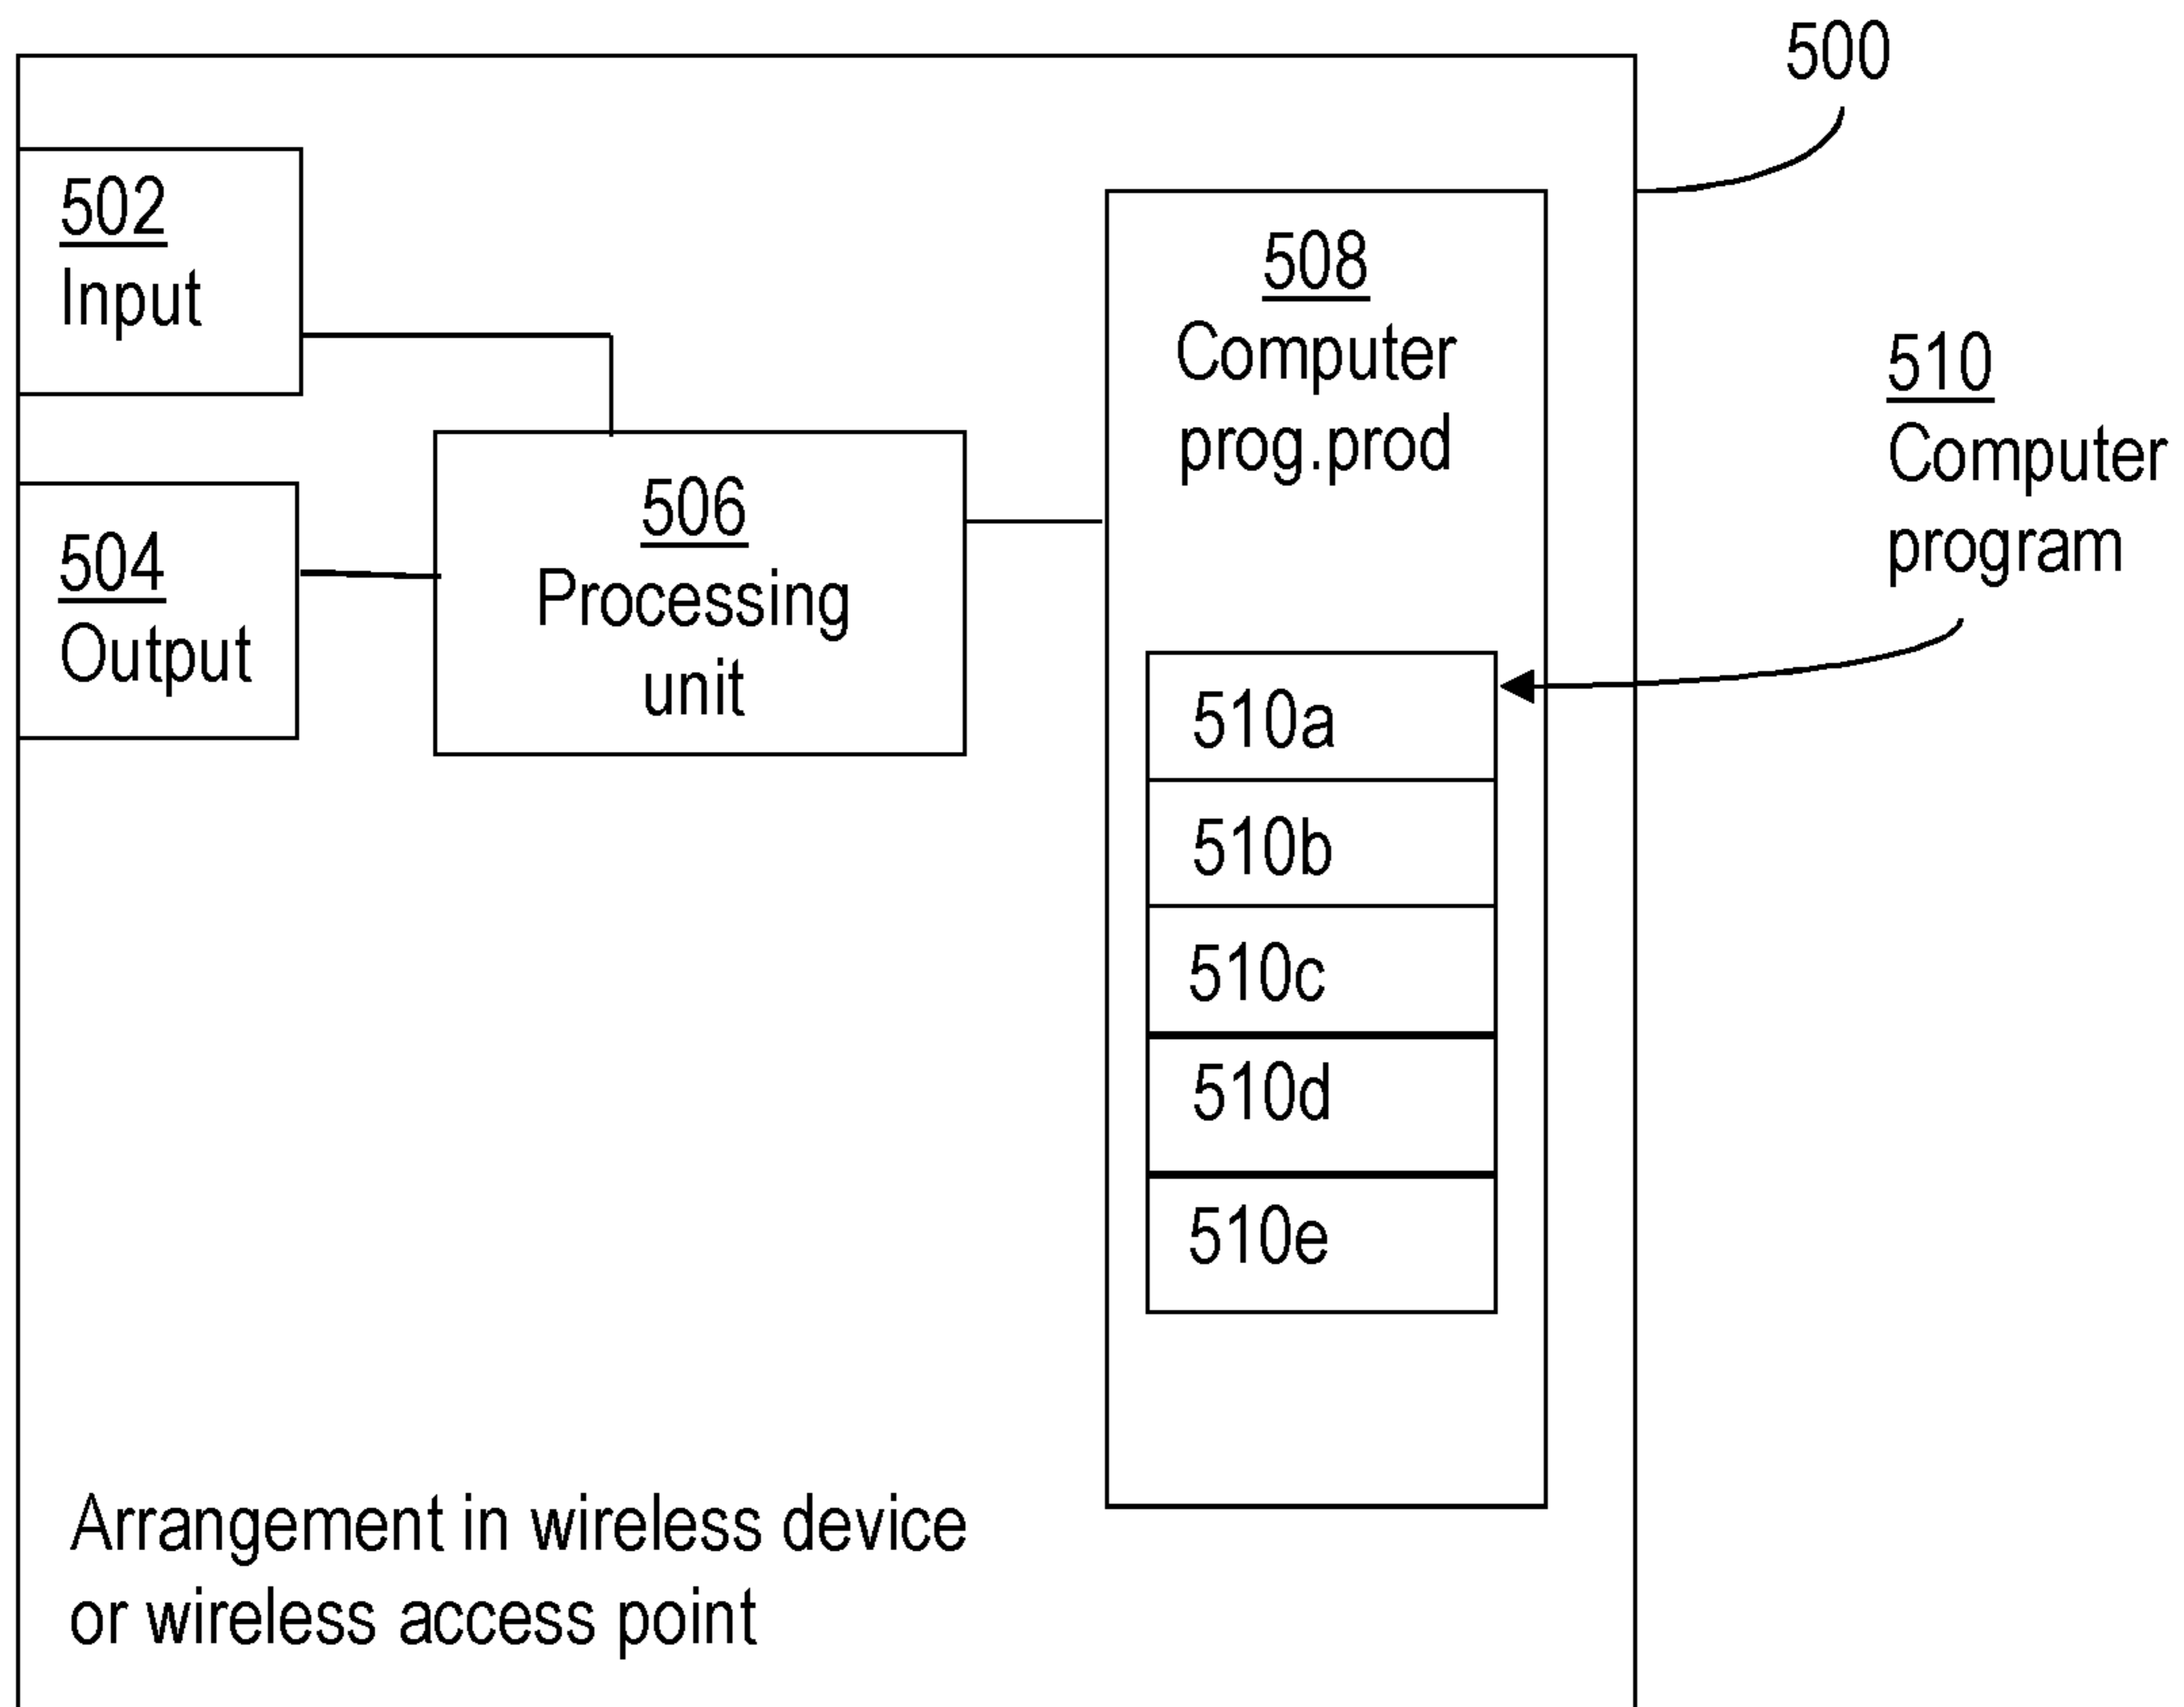 500
502
Input
504
Output
506
Processing
unit
508
Computer
prog.prod
510
Computer
program
510a
510b
510c
510d
510e
Arrangement in wireless device
or wireless access point